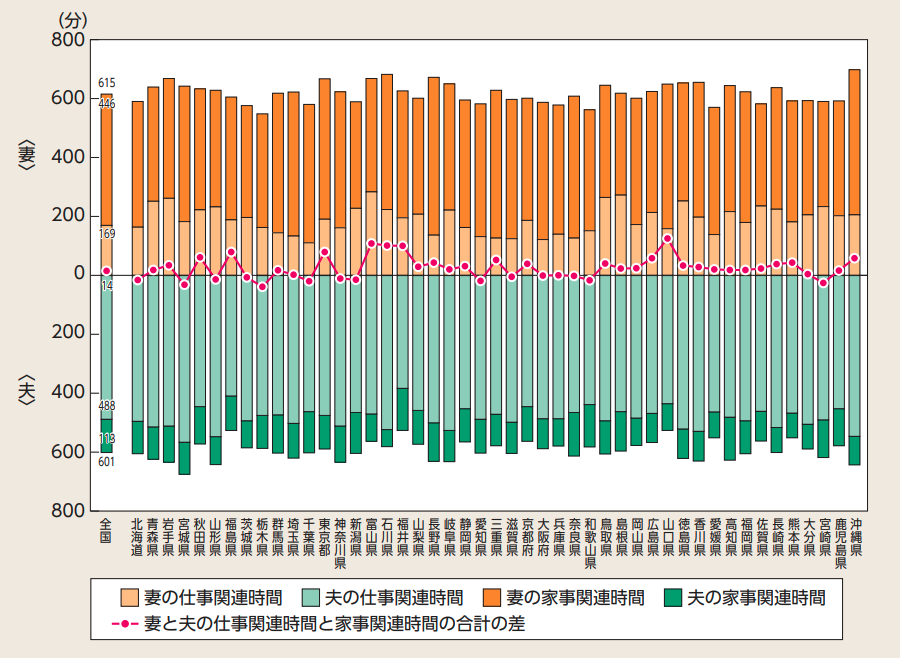 (分)
800
600
400
200
0
200
400
600
800
〈妻〉
〈夫〉
615
446
169
14
488
113
601
全国
北海道
青森県
岩手県
宮城県
秋田県
山形県
福島県
茨城県
栃木県
群馬県
埼玉県
千葉県
東京都
神奈川県
新潟県
富山県
石川県
福井県
山梨県
長野県
岐阜県
静岡県
愛知県
三重県
滋賀県
京都府
大阪府
兵庫県
奈良県
和歌山県
鳥取県
島根県
岡山県
広島県
山口県
徳島県
香川県
愛媛県
高知県
福岡県
佐賀県
長崎県
熊本県
大分県
宮崎県
鹿児島県
沖縄県
妻の仕事関連時間 夫の仕事関連時間 妻の家事関連時間 夫の家事関連時間
妻と夫の仕事関連時間と家事関連時間の合計の差